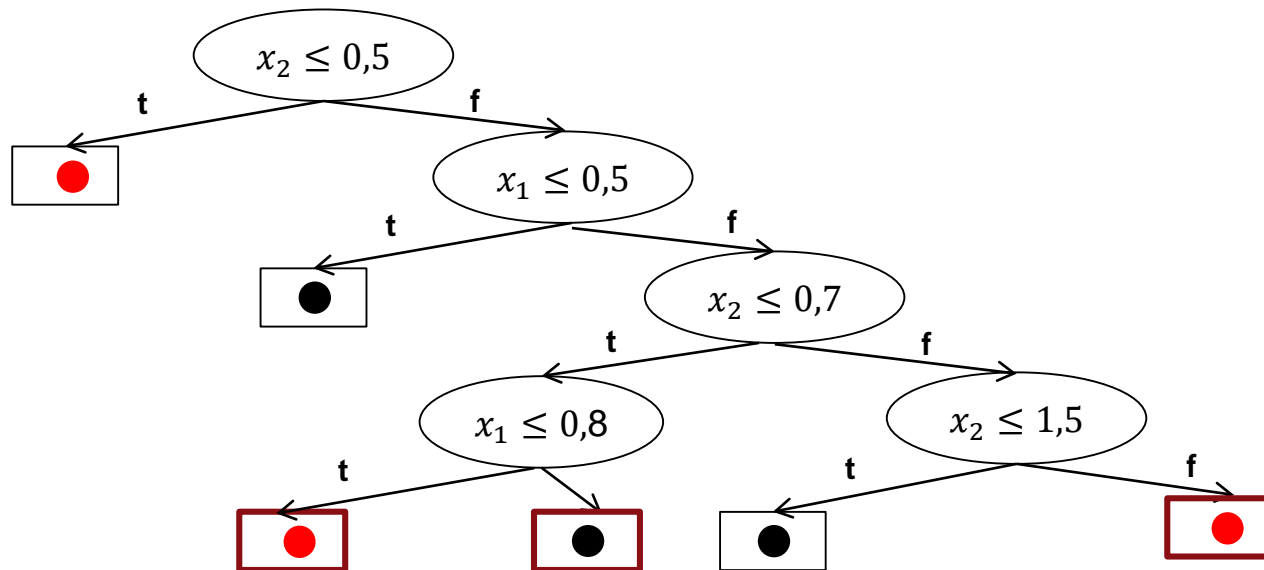 x₂ ≤ 0,5
t
f
x₁ ≤ 0,5
t
f
x₂ ≤ 0,7
t
f
x₁ ≤ 0,8
x₂ ≤ 1,5
t
t
f